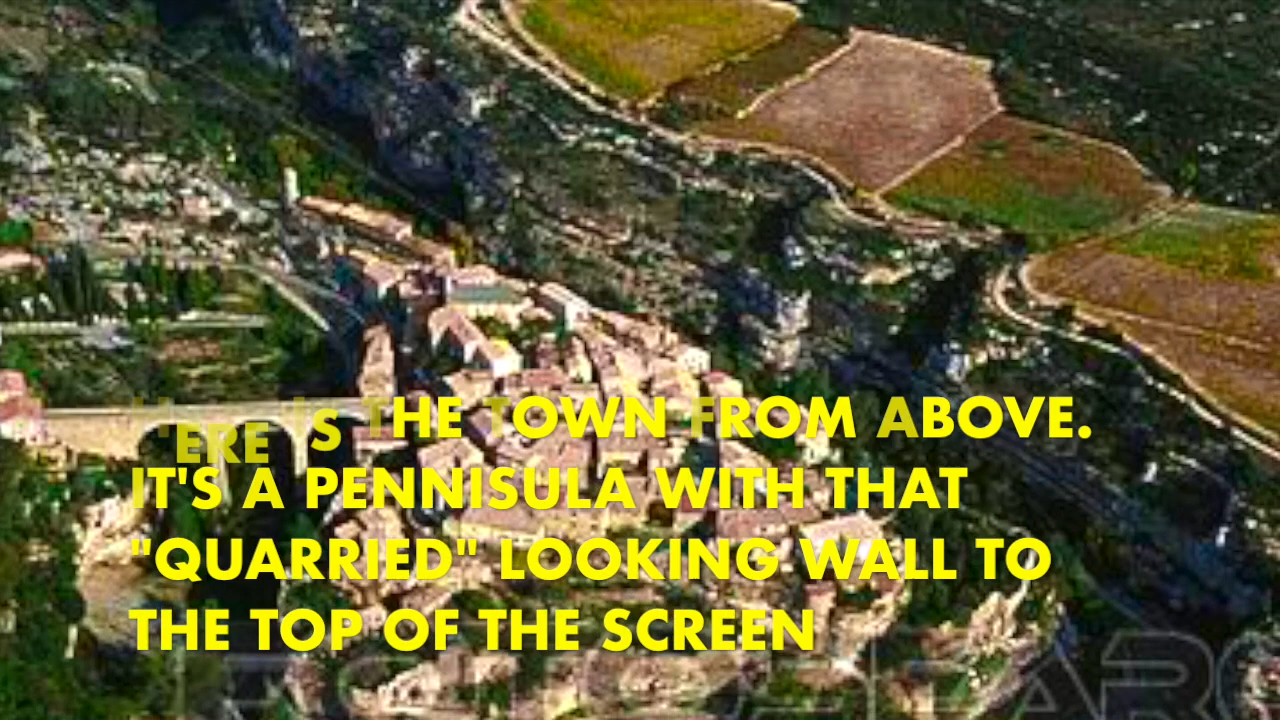 HERE IS THE TOWN FROM ABOVE.
IT'S A PENNISULA WITH THAT
"QUARRIED" LOOKING WALL TO
THE TOP OF THE SCREEN